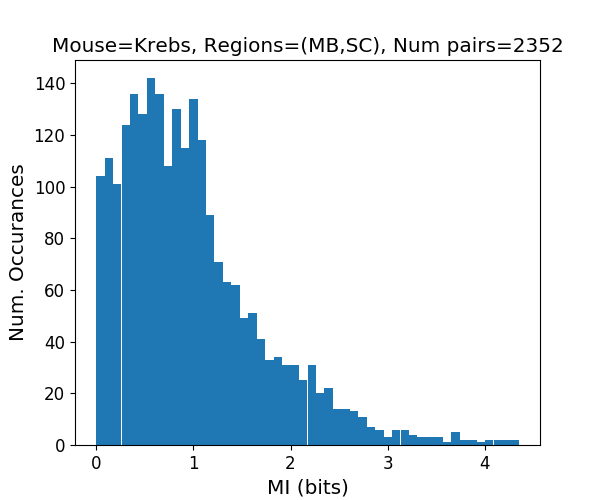 Mouse=Krebs, Regions=(MB,SC), Num pairs=2352
Num. Occurances
140
120
100
80
60
40
20
0
0 1 2 3 4
MI (bits)